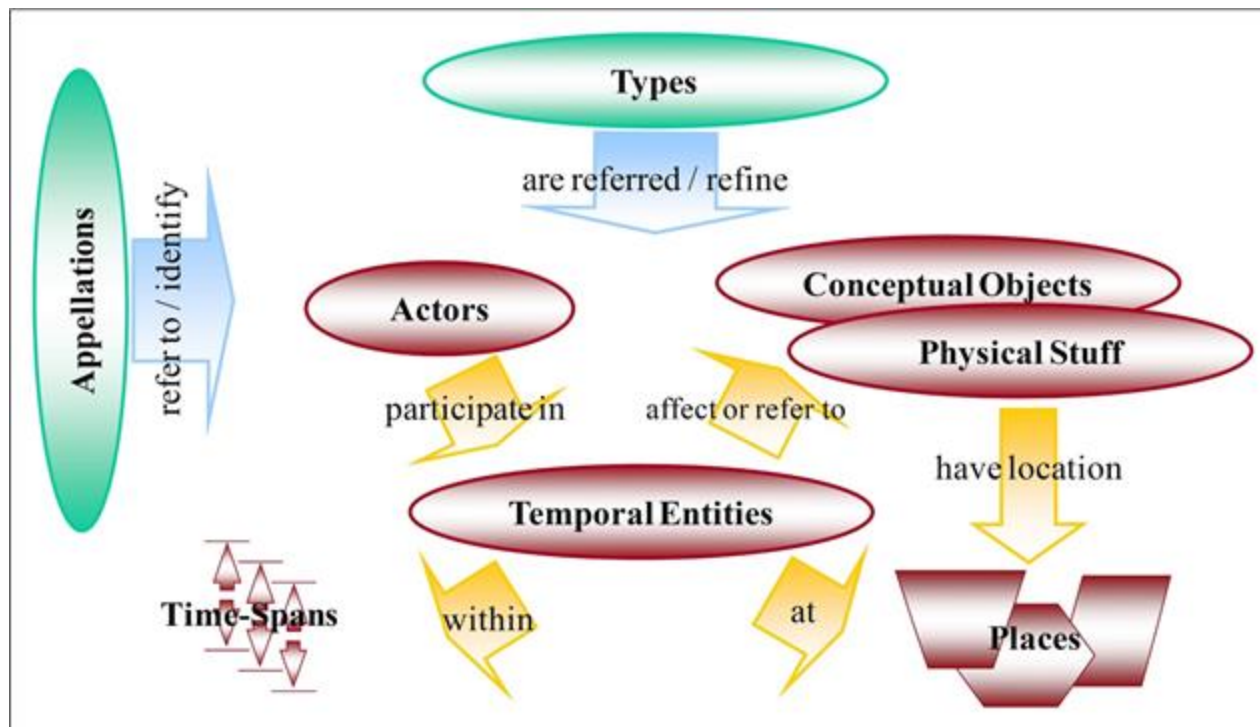 Types
are referred / refine
Appellations
refer to / identify
Actors
Conceptual Objects
Physical Stuff
participate in
affect or refer to
have location
Temporal Entities
Time-Spans
within
at
Places